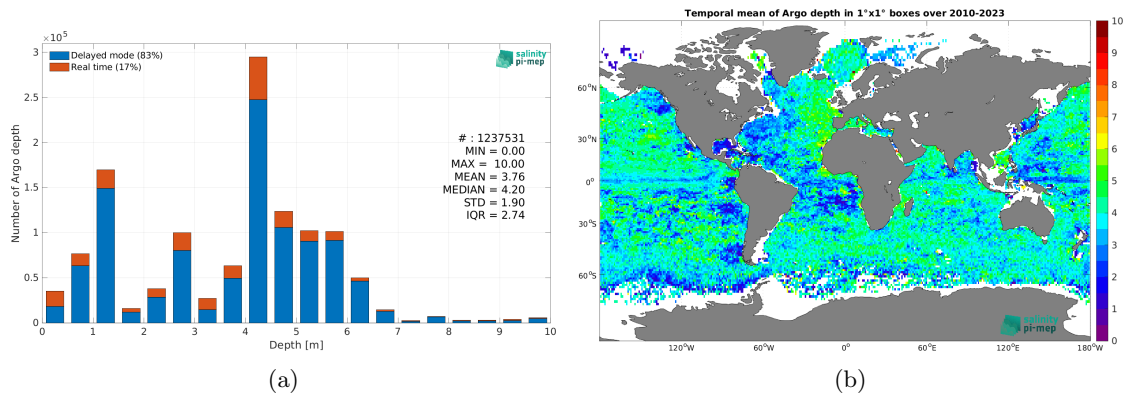 ×10⁵
3
2.5
2
1.5
1
0.5
0
Number of Argo depth
Delayed mode (83%)
Real time (17%)
salinity
pi-mep
# : 1237531
MIN = 0.00
MAX = 10.00
MEAN = 3.76
MEDIAN = 4.20
STD = 1.90
IQR = 2.74
0 1 2 3 4 5 6 7 8 9 10
Depth [m]
(a)
Temporal mean of Argo depth in 1°x1° boxes over 2010-2023
60°N
30°N
0°
30°S
60°S
120°W 60°W 0° 60°E 120°E 180°W
salinity
pi-mep
10
9
8
7
6
5
4
3
2
1
0
(b)